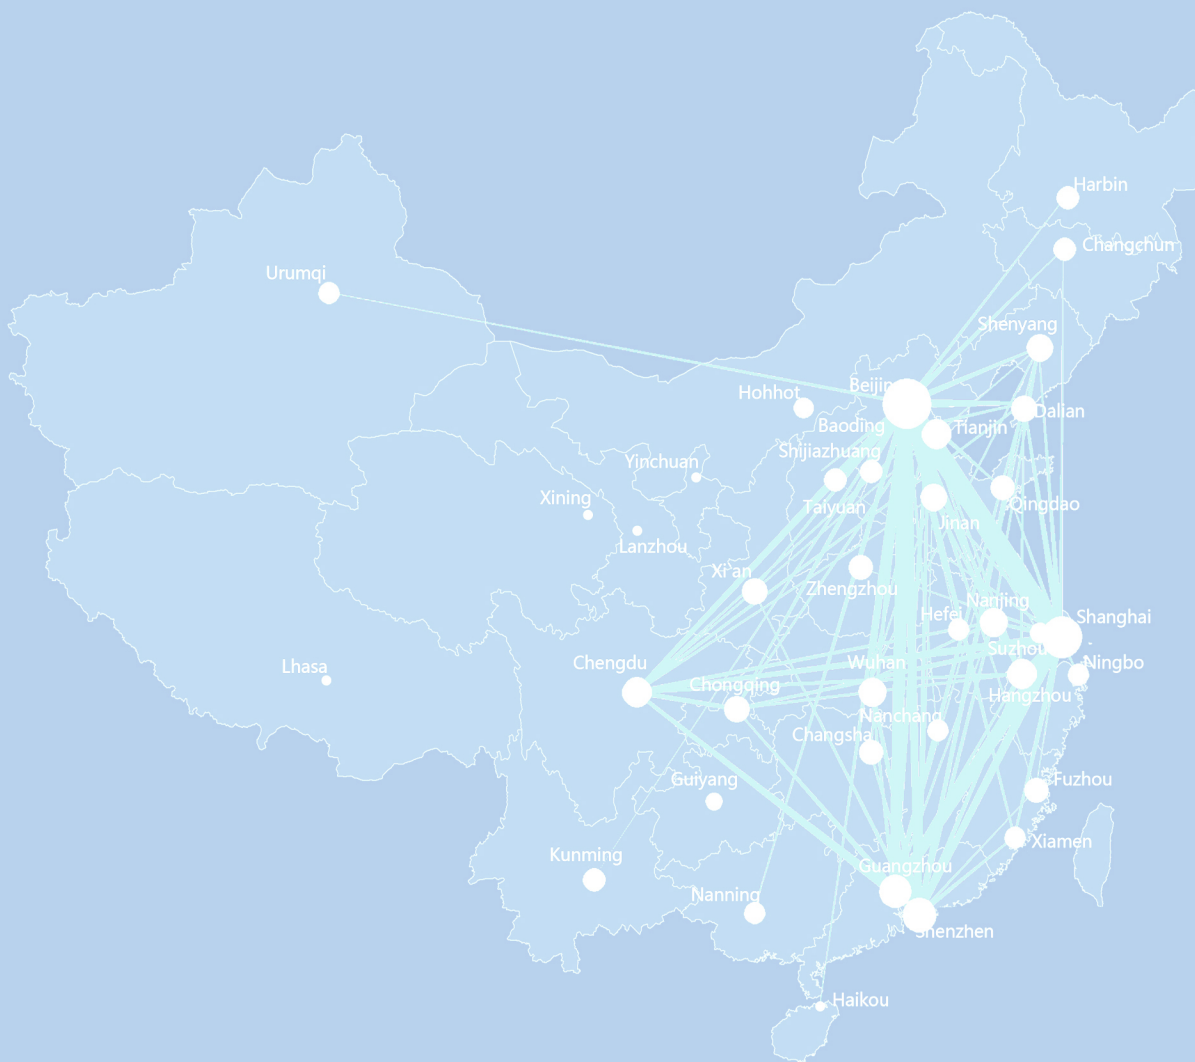 Harbin
Changchun
Urumqi
Shenyang
Beijin
Hohhot
Dalian
Baoding
Tianjin
Shijiazhuang
Yinchuan
Xining
Taiyuan
Qingdao
Jinan
Lanzhou
Xi'an
Zhengzhou
Nanjing
Hefei
Shanghai
Suzhou
Lhasa
Chengdu
Wuhan
Ningbo
Chongqing
Hangzhou
Nanchang
Changsha
Guiyang
Fuzhou
Xiamen
Kunming
Guangzhou
Nanning
Shenzhen
Haikou